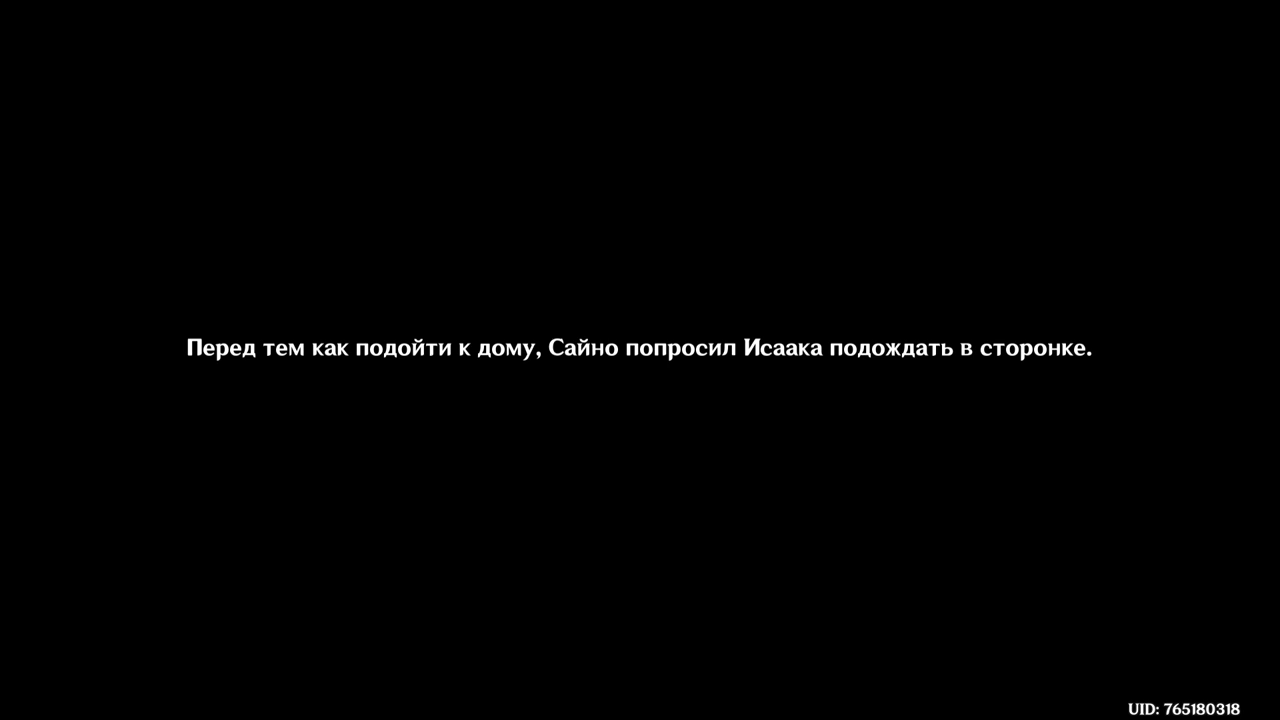 Перед тем как подойти к дому, Сайно попросил Исаака подождать в сторонке.
UID: 765180318